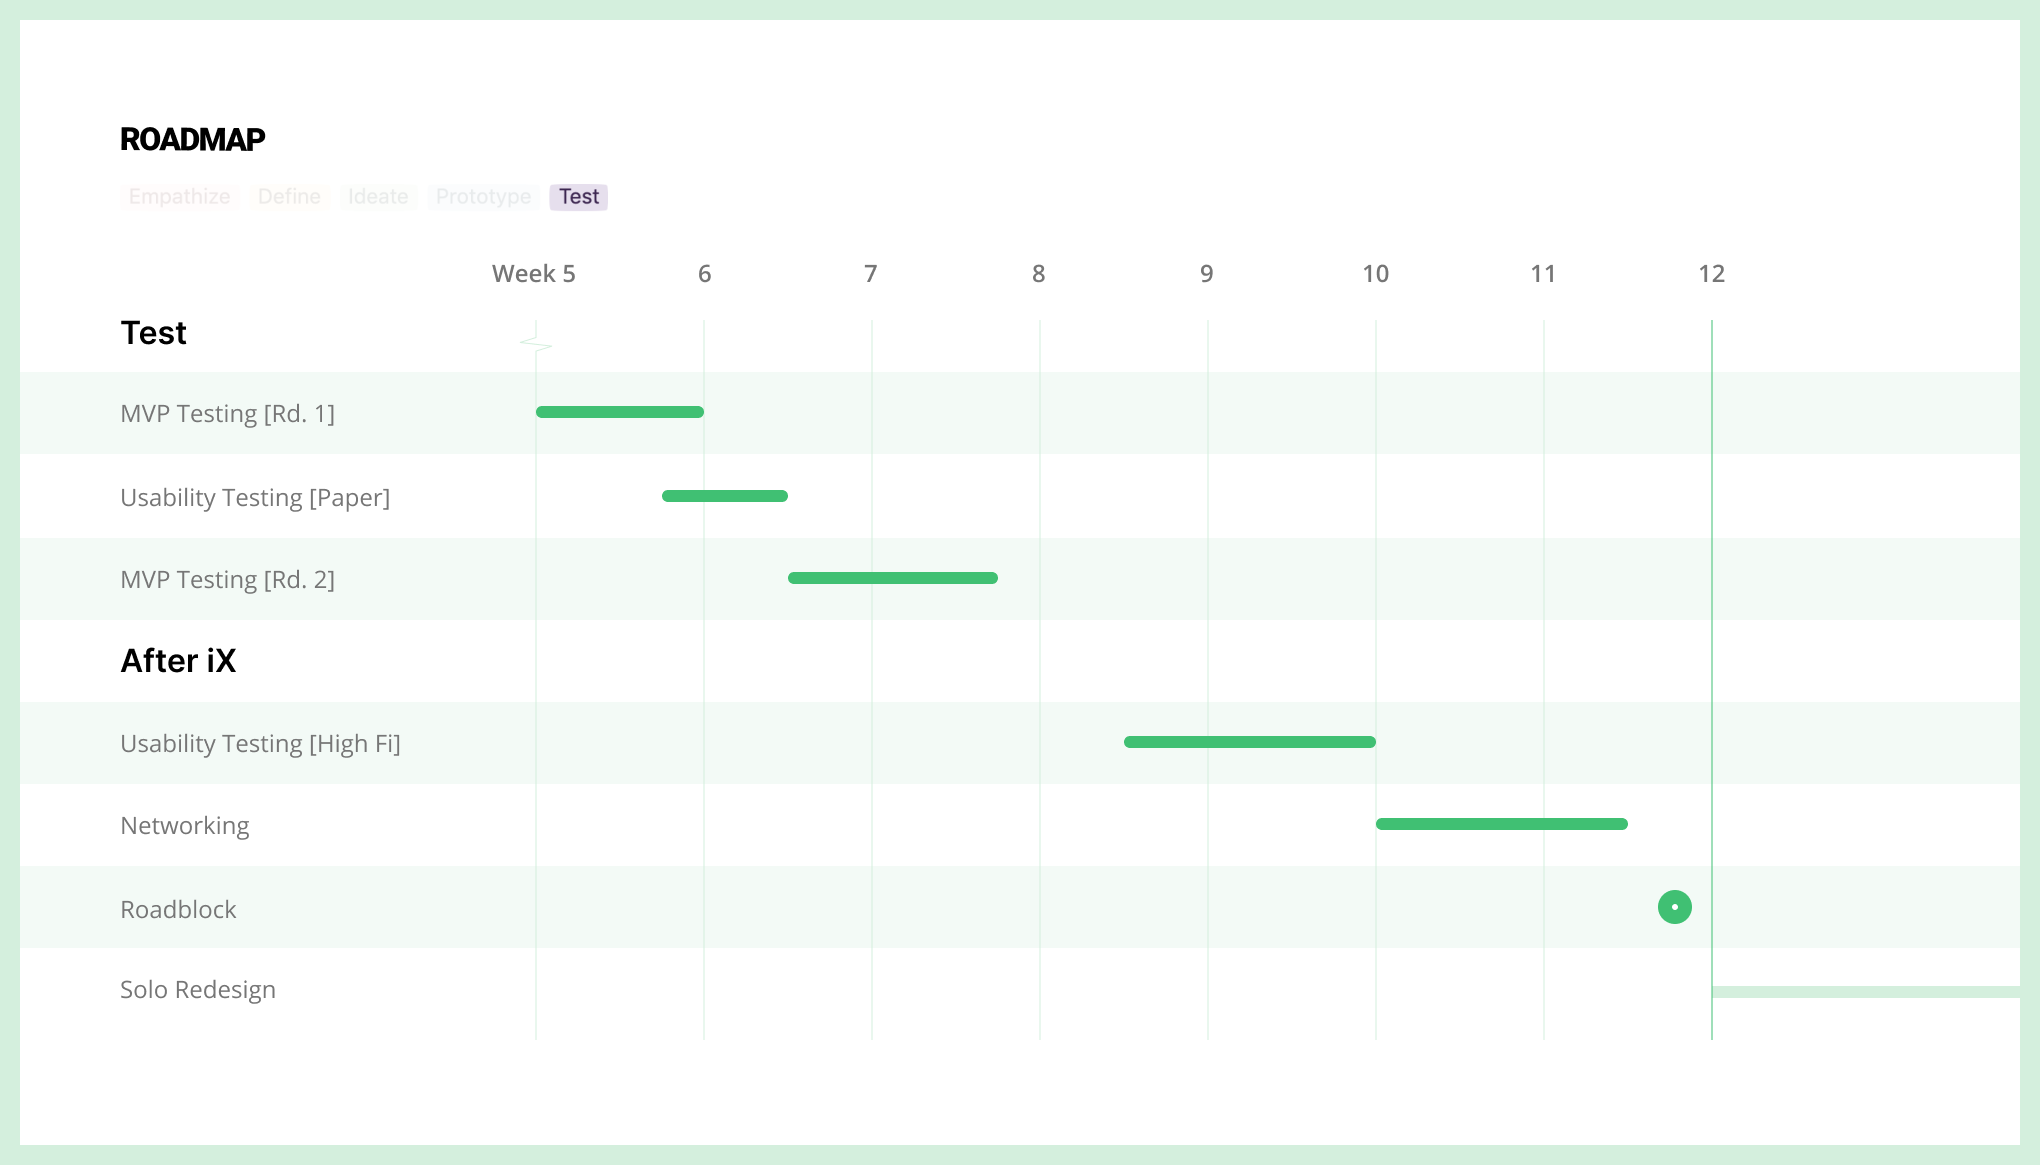 ROADMAP
Empathize Define Ideate Prototype Test
Week 5 6 7 8 9 10 11 12
Test
MVP Testing [Rd. 1]
Usability Testing [Paper]
MVP Testing [Rd. 2]
After iX
Usability Testing [High Fi]
Networking
Roadblock
Solo Redesign